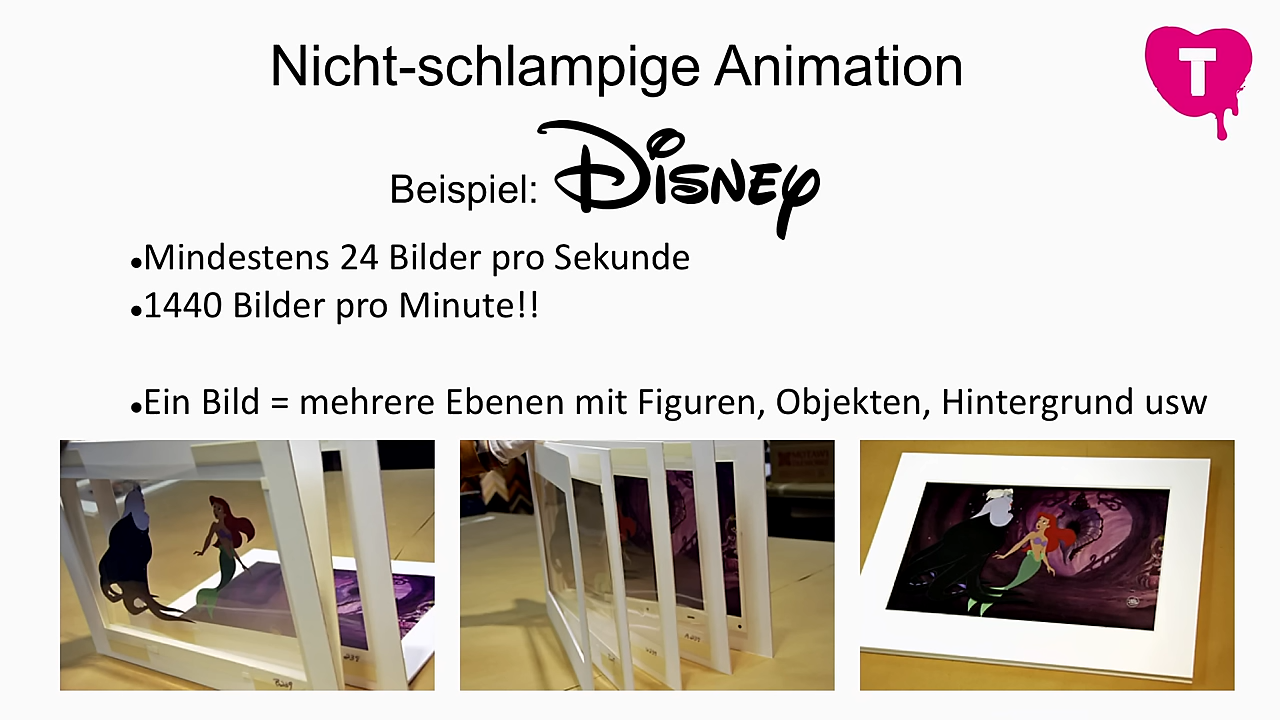 Nicht-schlampige Animation
T
Beispiel: Disney
•Mindestens 24 Bilder pro Sekunde
•1440 Bilder pro Minute!!
•Ein Bild = mehrere Ebenen mit Figuren, Objekten, Hintergrund usw